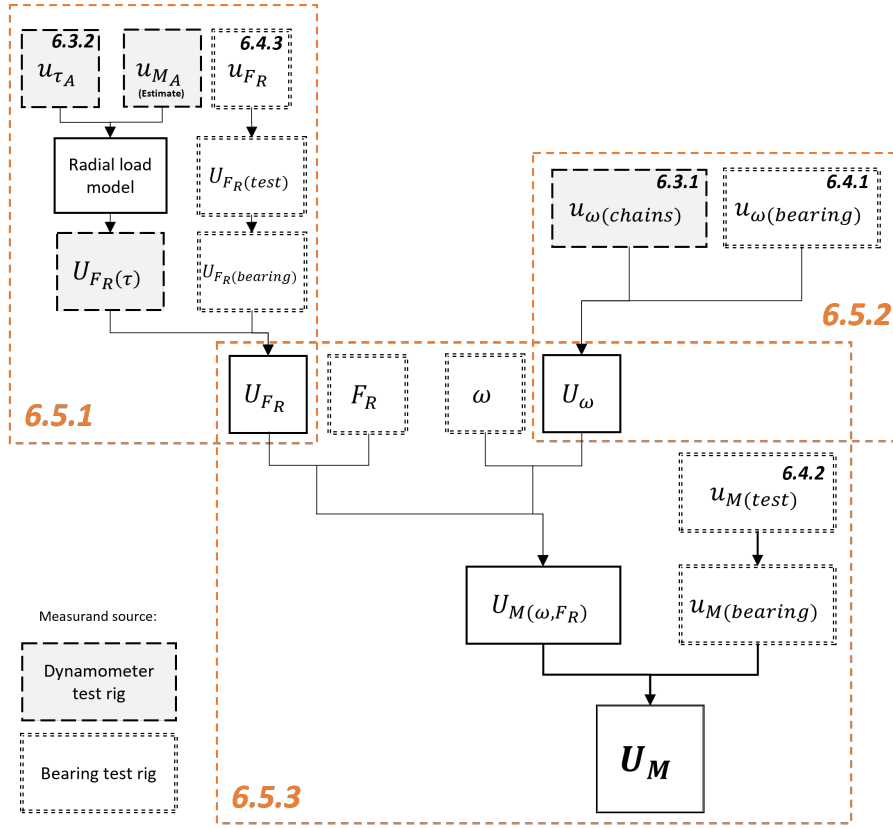 6.3.2
u_{τ_A}
u_{M_A}
(Estimate)
6.4.3
u_{F_R}
Radial load
model
U_{F_R(test)}
U_{F_R(τ)}
U_{F_R(bearing)}
6.3.1
u_{ω(chains)}
6.4.1
u_{ω(bearing)}
6.5.2
6.5.1
U_{F_R}
F_R
ω
U_ω
6.4.2
u_{M(test)}
U_{M(ω,F_R)}
u_{M(bearing)}
Measurand source:
Dynamometer
test rig
Bearing test rig
U_M
6.5.3